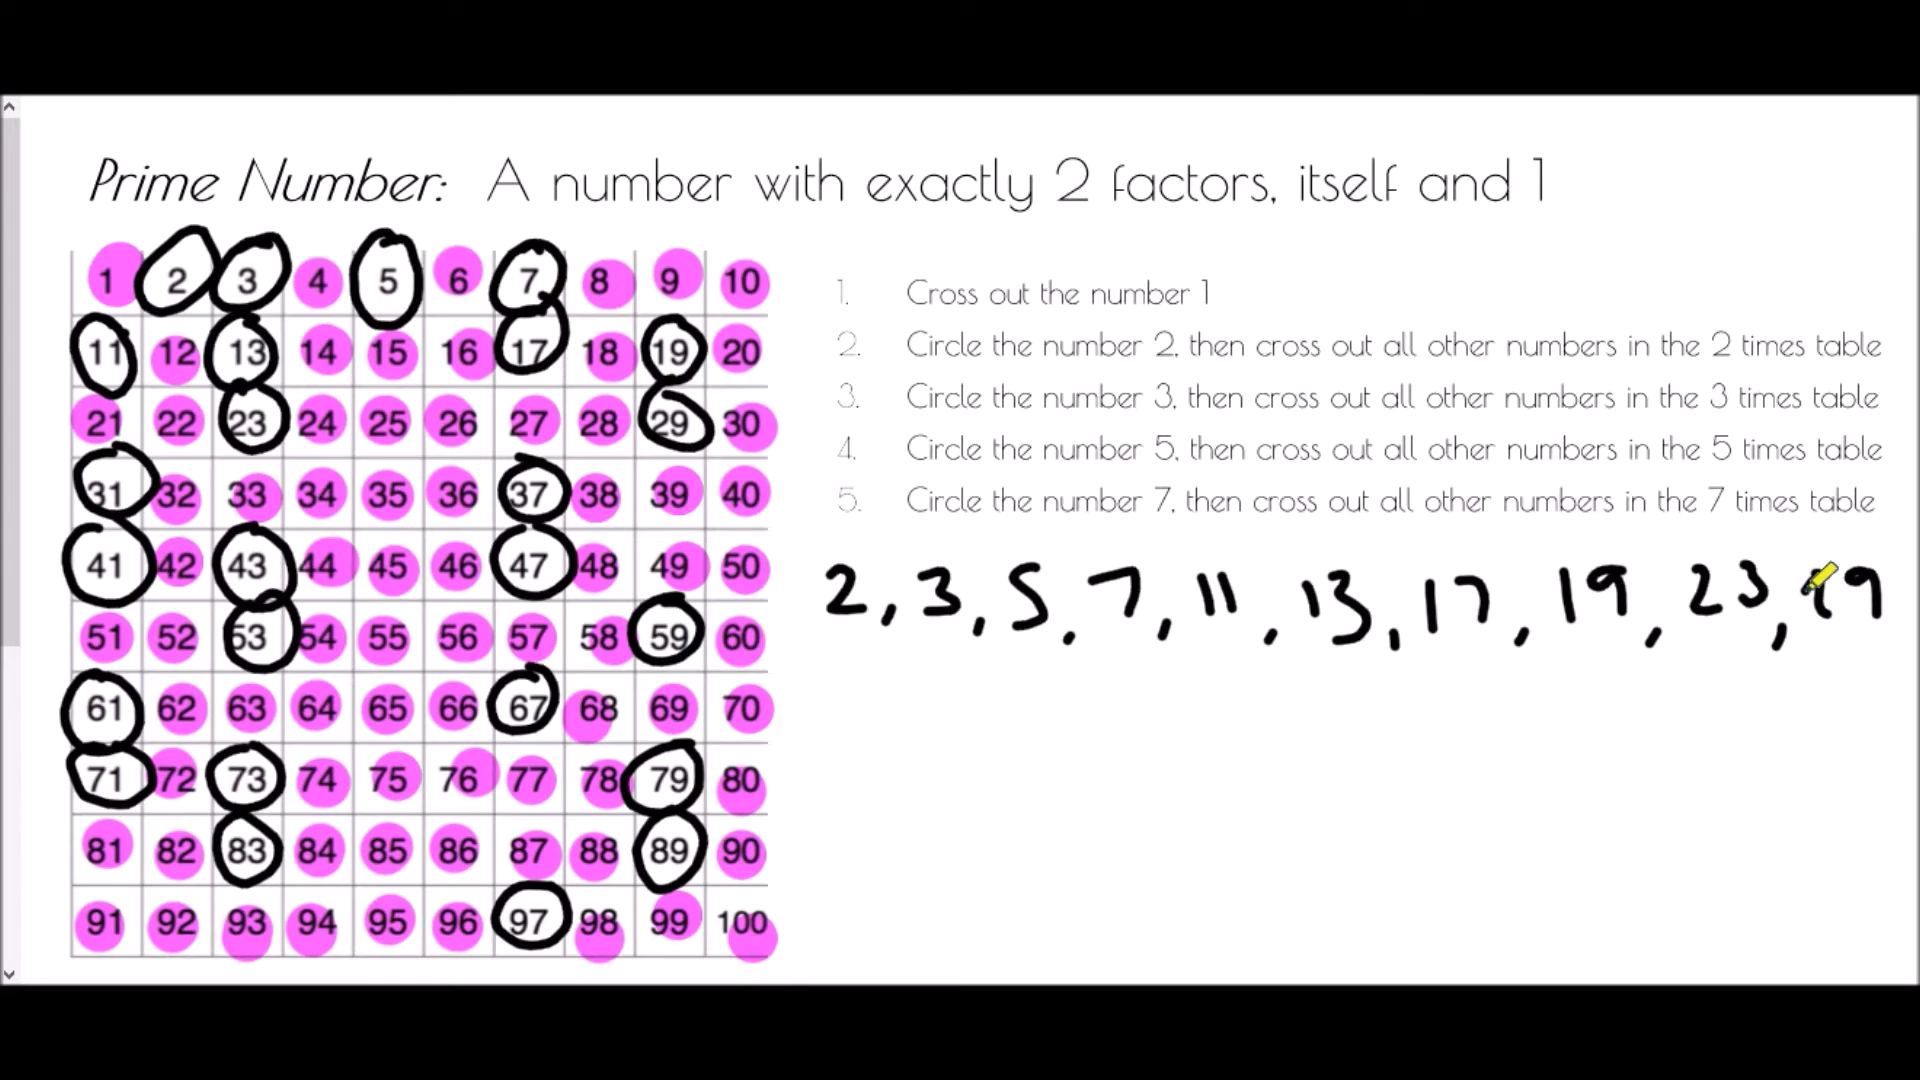 Prime Number: A number with exactly 2 factors, itself and 1
1 2 3 4 5 6 7 8 9 10
11 12 13 14 15 16 17 18 19 20
21 22 23 24 25 26 27 28 29 30
31 32 33 34 35 36 37 38 39 40
41 42 43 44 45 46 47 48 49 50
51 52 53 54 55 56 57 58 59 60
61 62 63 64 65 66 67 68 69 70
71 72 73 74 75 76 77 78 79 80
81 82 83 84 85 86 87 88 89 90
91 92 93 94 95 96 97 98 99 100
1. Cross out the number 1
2. Circle the number 2, then cross out all other numbers in the 2 times table
3. Circle the number 3, then cross out all other numbers in the 3 times table
4. Circle the number 5, then cross out all other numbers in the 5 times table
5. Circle the number 7, then cross out all other numbers in the 7 times table
2, 3, 5, 7, 11, 13, 17, 19, 23,